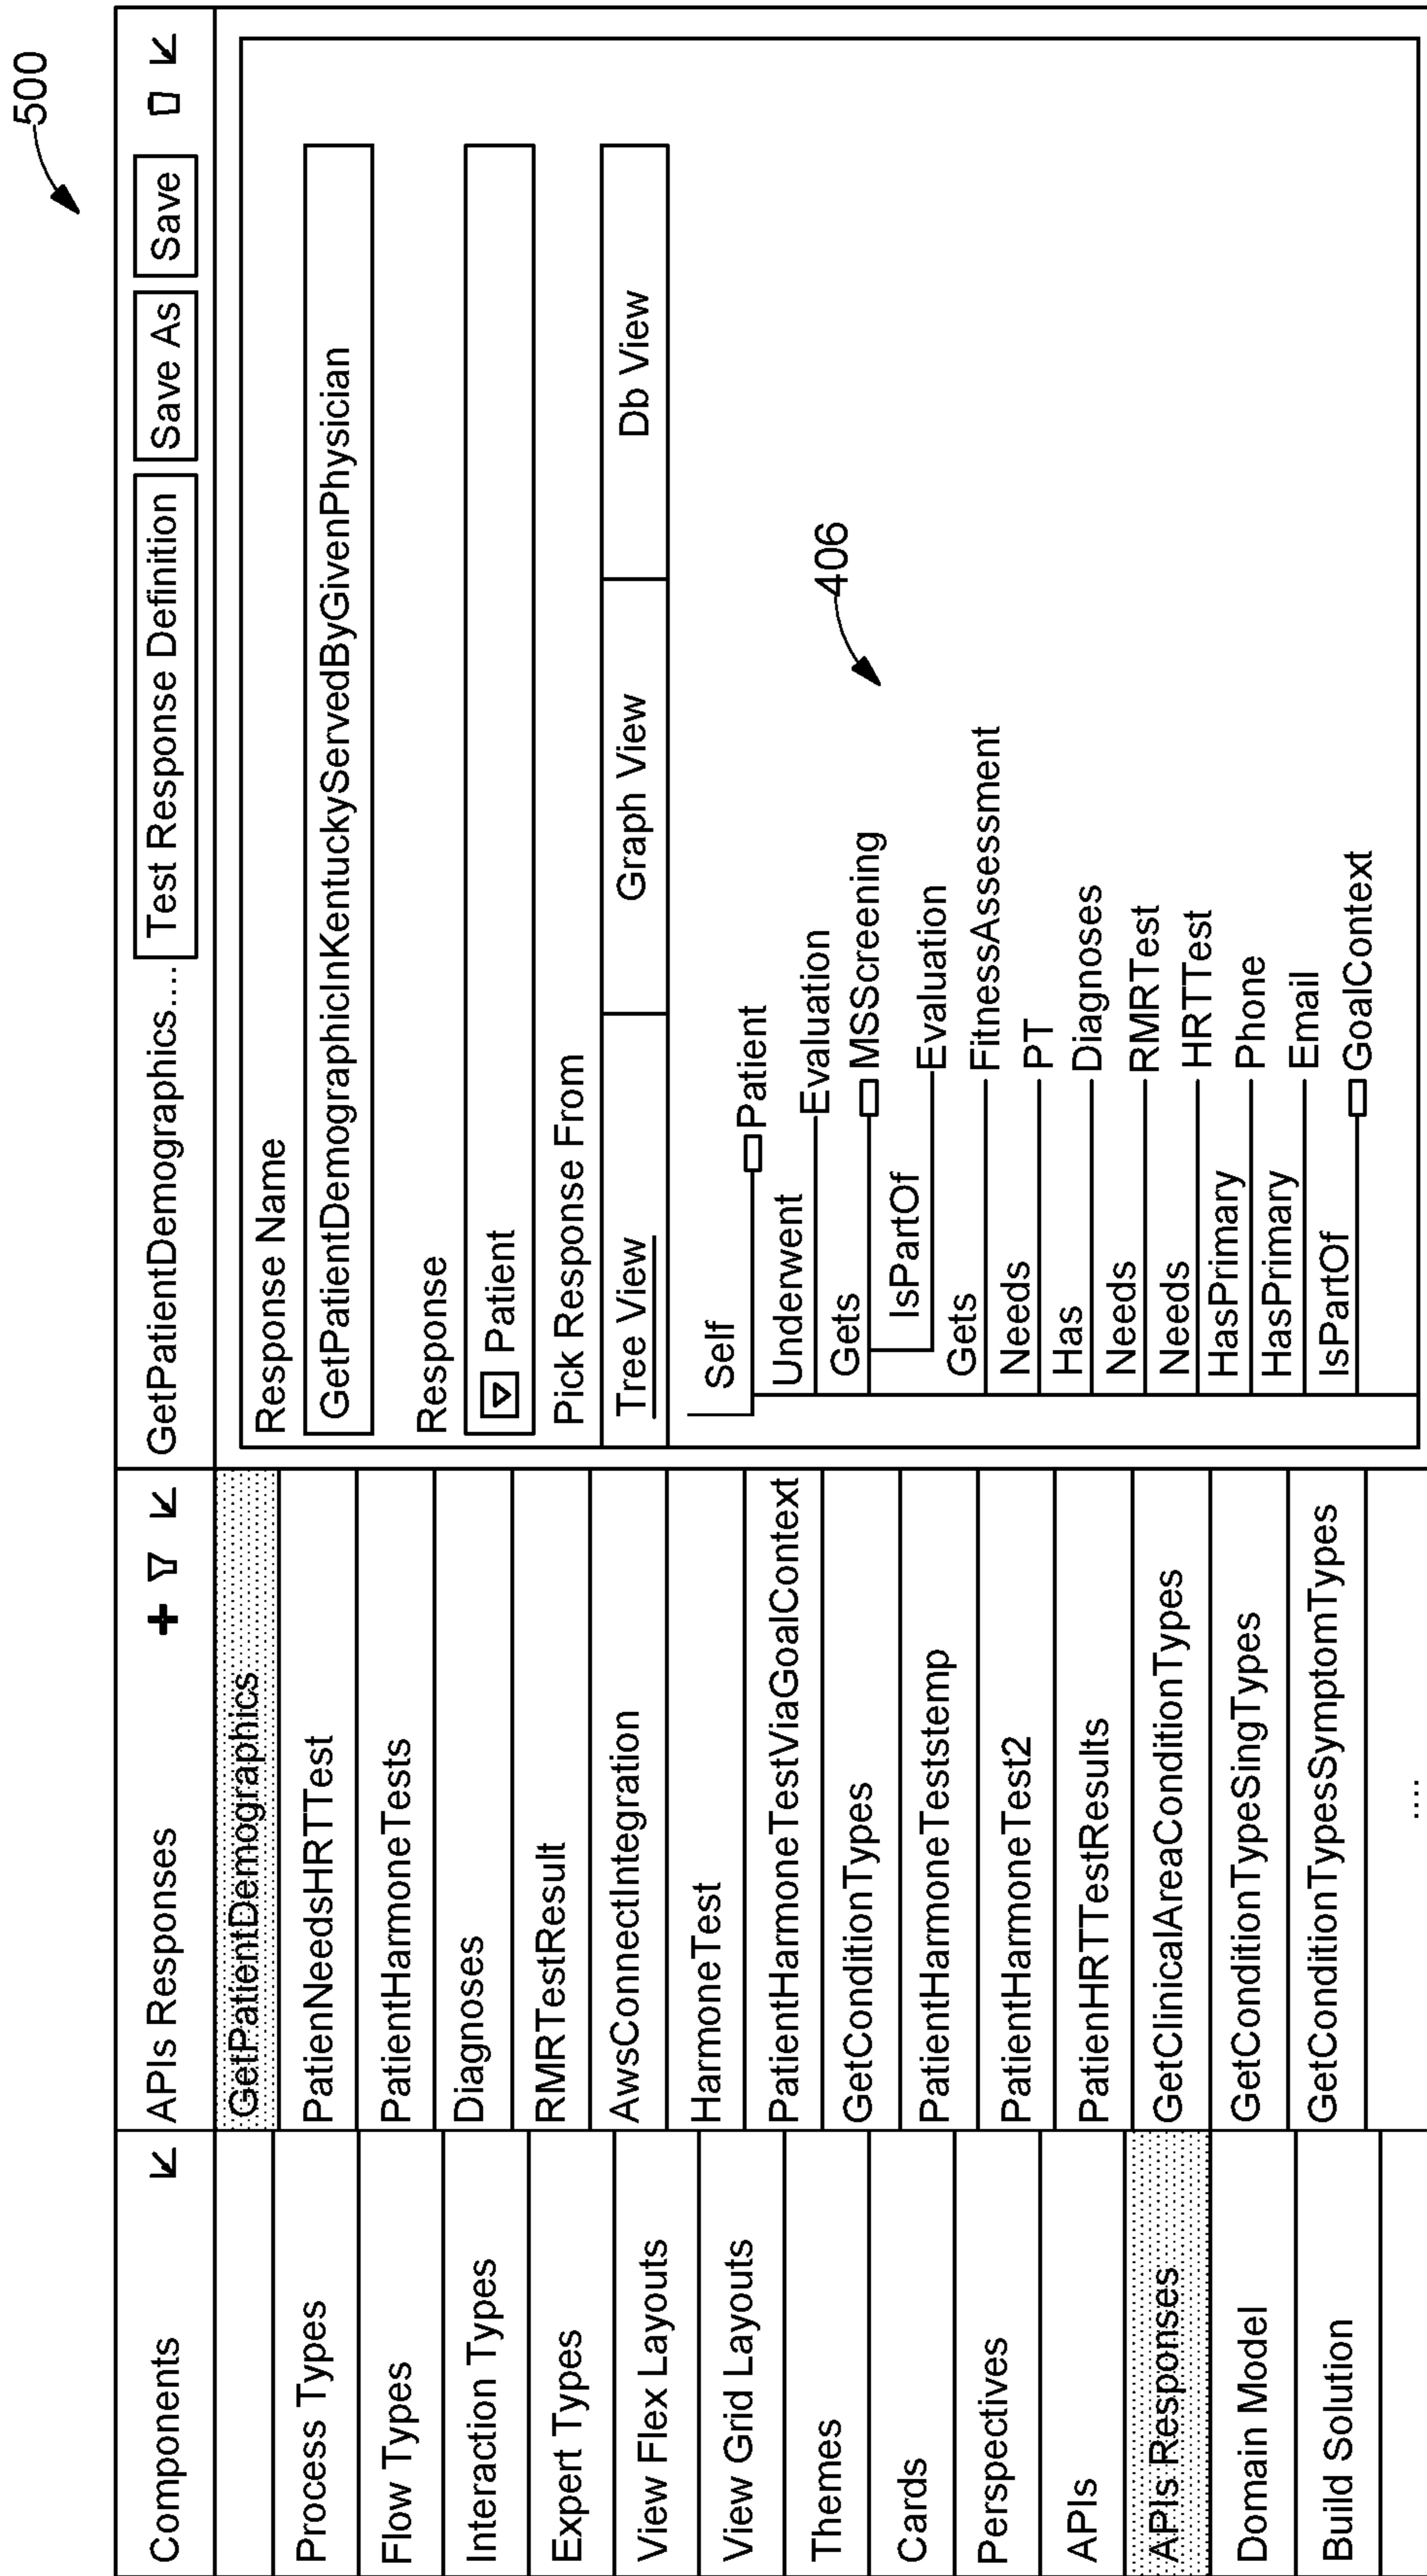 500
Components
Process Types
Flow Types
Interaction Types
Expert Types
View Flex Layouts
View Grid Layouts
Themes
Cards
Perspectives
APIs
APIs Responses
Domain Model
Build Solution
APIs Responses
GetPatientDemographics
PatienNeedsHRTTest
PatientHarmoneTests
Diagnoses
RMRTestResult
AwsConnectIntegration
HarmoneTest
PatientHarmoneTestViaGoalContext
GetConditionTypes
PatientHarmoneTeststemp
PatientHarmoneTest2
PatienHRTTestResults
GetClinicalAreaConditionTypes
GetConditionTypeSingTypes
GetConditionTypesSymptomTypes
....
GetPatientDemographics.... Test Response Definition Save As Save
Response Name
GetPatientDemographicInKentuckyServedByGivenPhysician
Response
Patient
Pick Response From
Tree View Graph View Db View
406
Self Patient
Underwent Evaluation
Gets MSScreening
IsPartOf Evaluation
Gets FitnessAssessment
Needs PT
Has Diagnoses
Needs RMRTest
Needs HRTTest
HasPrimary Phone
HasPrimary Email
IsPartOf GoalContext